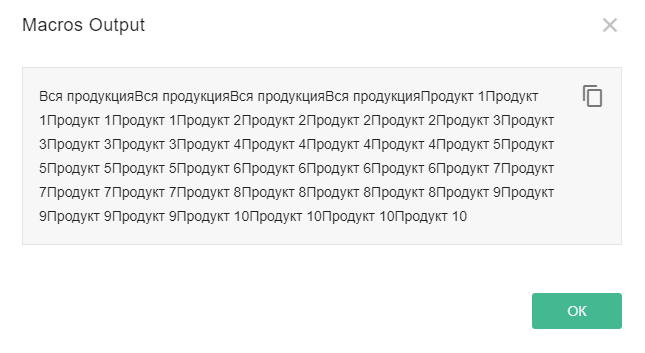 Macros Output
Вся продукцияВся продукцияВся продукцияВся продукцияПродукт 1Продукт
1Продукт 1Продукт 1Продукт 2Продукт 2Продукт 2Продукт 2Продукт 3Продукт
3Продукт 3Продукт 3Продукт 4Продукт 4Продукт 4Продукт 4Продукт 5Продукт
5Продукт 5Продукт 5Продукт 6Продукт 6Продукт 6Продукт 6Продукт 7Продукт
7Продукт 7Продукт 7Продукт 8Продукт 8Продукт 8Продукт 8Продукт 9Продукт
9Продукт 9Продукт 9Продукт 10Продукт 10Продукт 10Продукт 10
OK